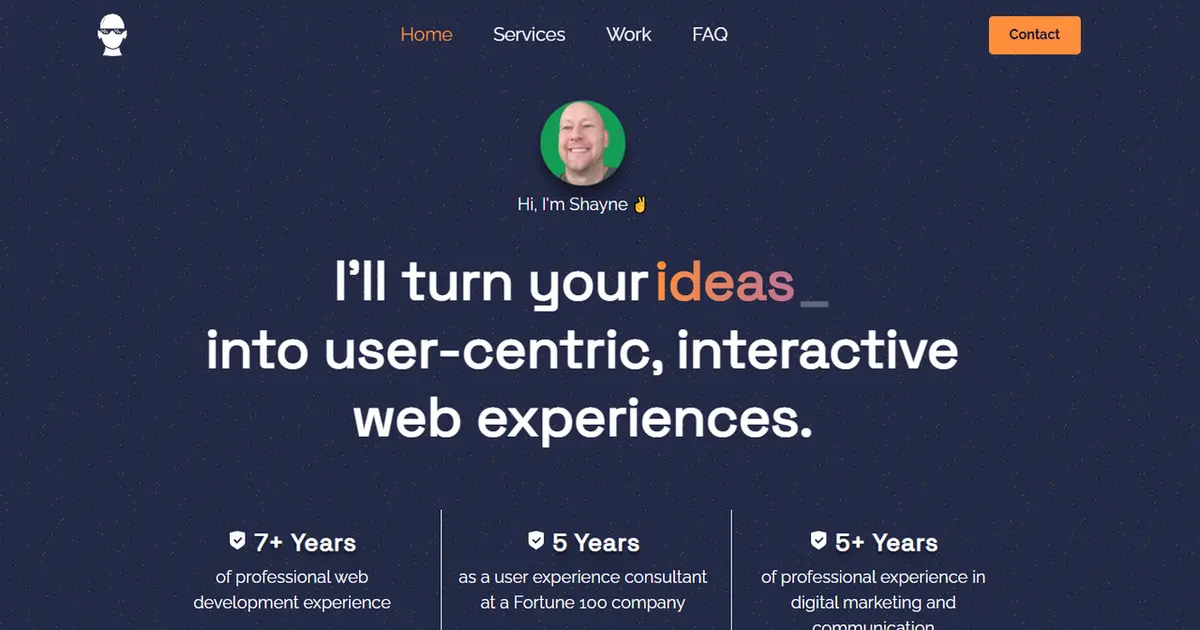 Home Services Work FAQ Contact
Hi, I'm Shayne ✌
I'll turn your ideas_
into user-centric, interactive
web experiences.
7+ Years
of professional web
development experience
5 Years
as a user experience consultant
at a Fortune 100 company
5+ Years
of professional experience in
digital marketing and
communication